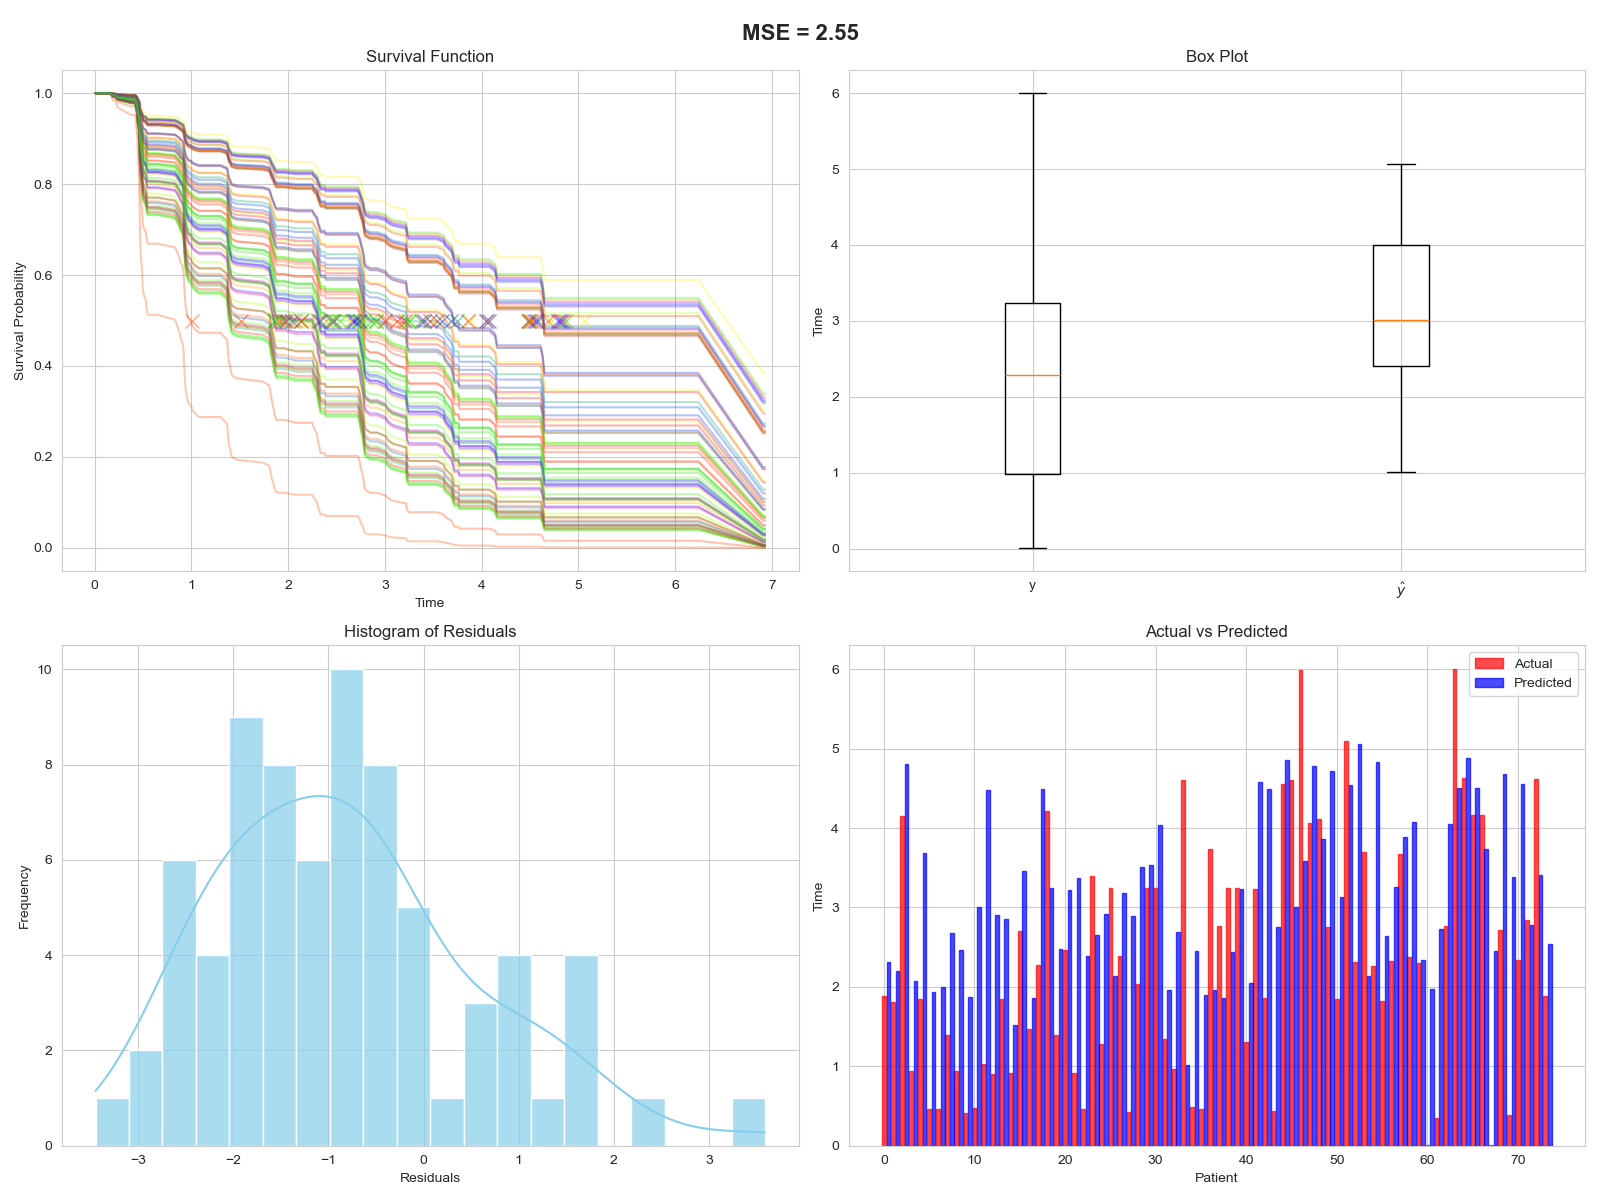 MSE = 2.55
Survival Function
Survival Probability
1.0
0.8
0.6
0.4
0.2
0.0
0 1 2 3 4 5 6 7
Time
Box Plot
Time
6
5
4
3
2
1
0
y ŷ
Histogram of Residuals
Frequency
10
8
6
4
2
0
−3 −2 −1 0 1 2 3
Residuals
Actual vs Predicted
Actual
Predicted
Time
6
5
4
3
2
1
0
0 10 20 30 40 50 60 70
Patient